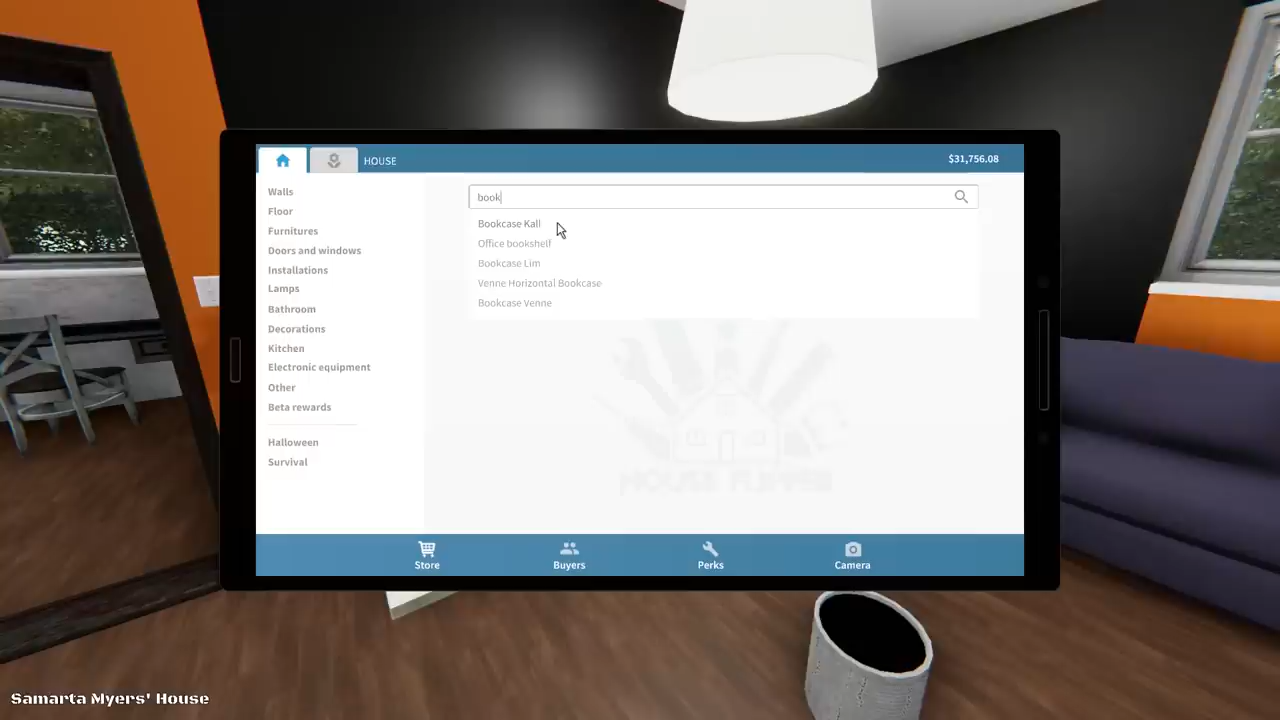 HOUSE
$31,756.08
book
Walls
Floor
Furnitures
Doors and windows
Installations
Lamps
Bathroom
Decorations
Kitchen
Electronic equipment
Other
Beta rewards
Halloween
Survival
Bookcase Kall
Office bookshelf
Bookcase Lim
Venne Horizontal Bookcase
Bookcase Venne
HOUSE FLIPPER
Store
Buyers
Perks
Camera
Samarta Myers' House